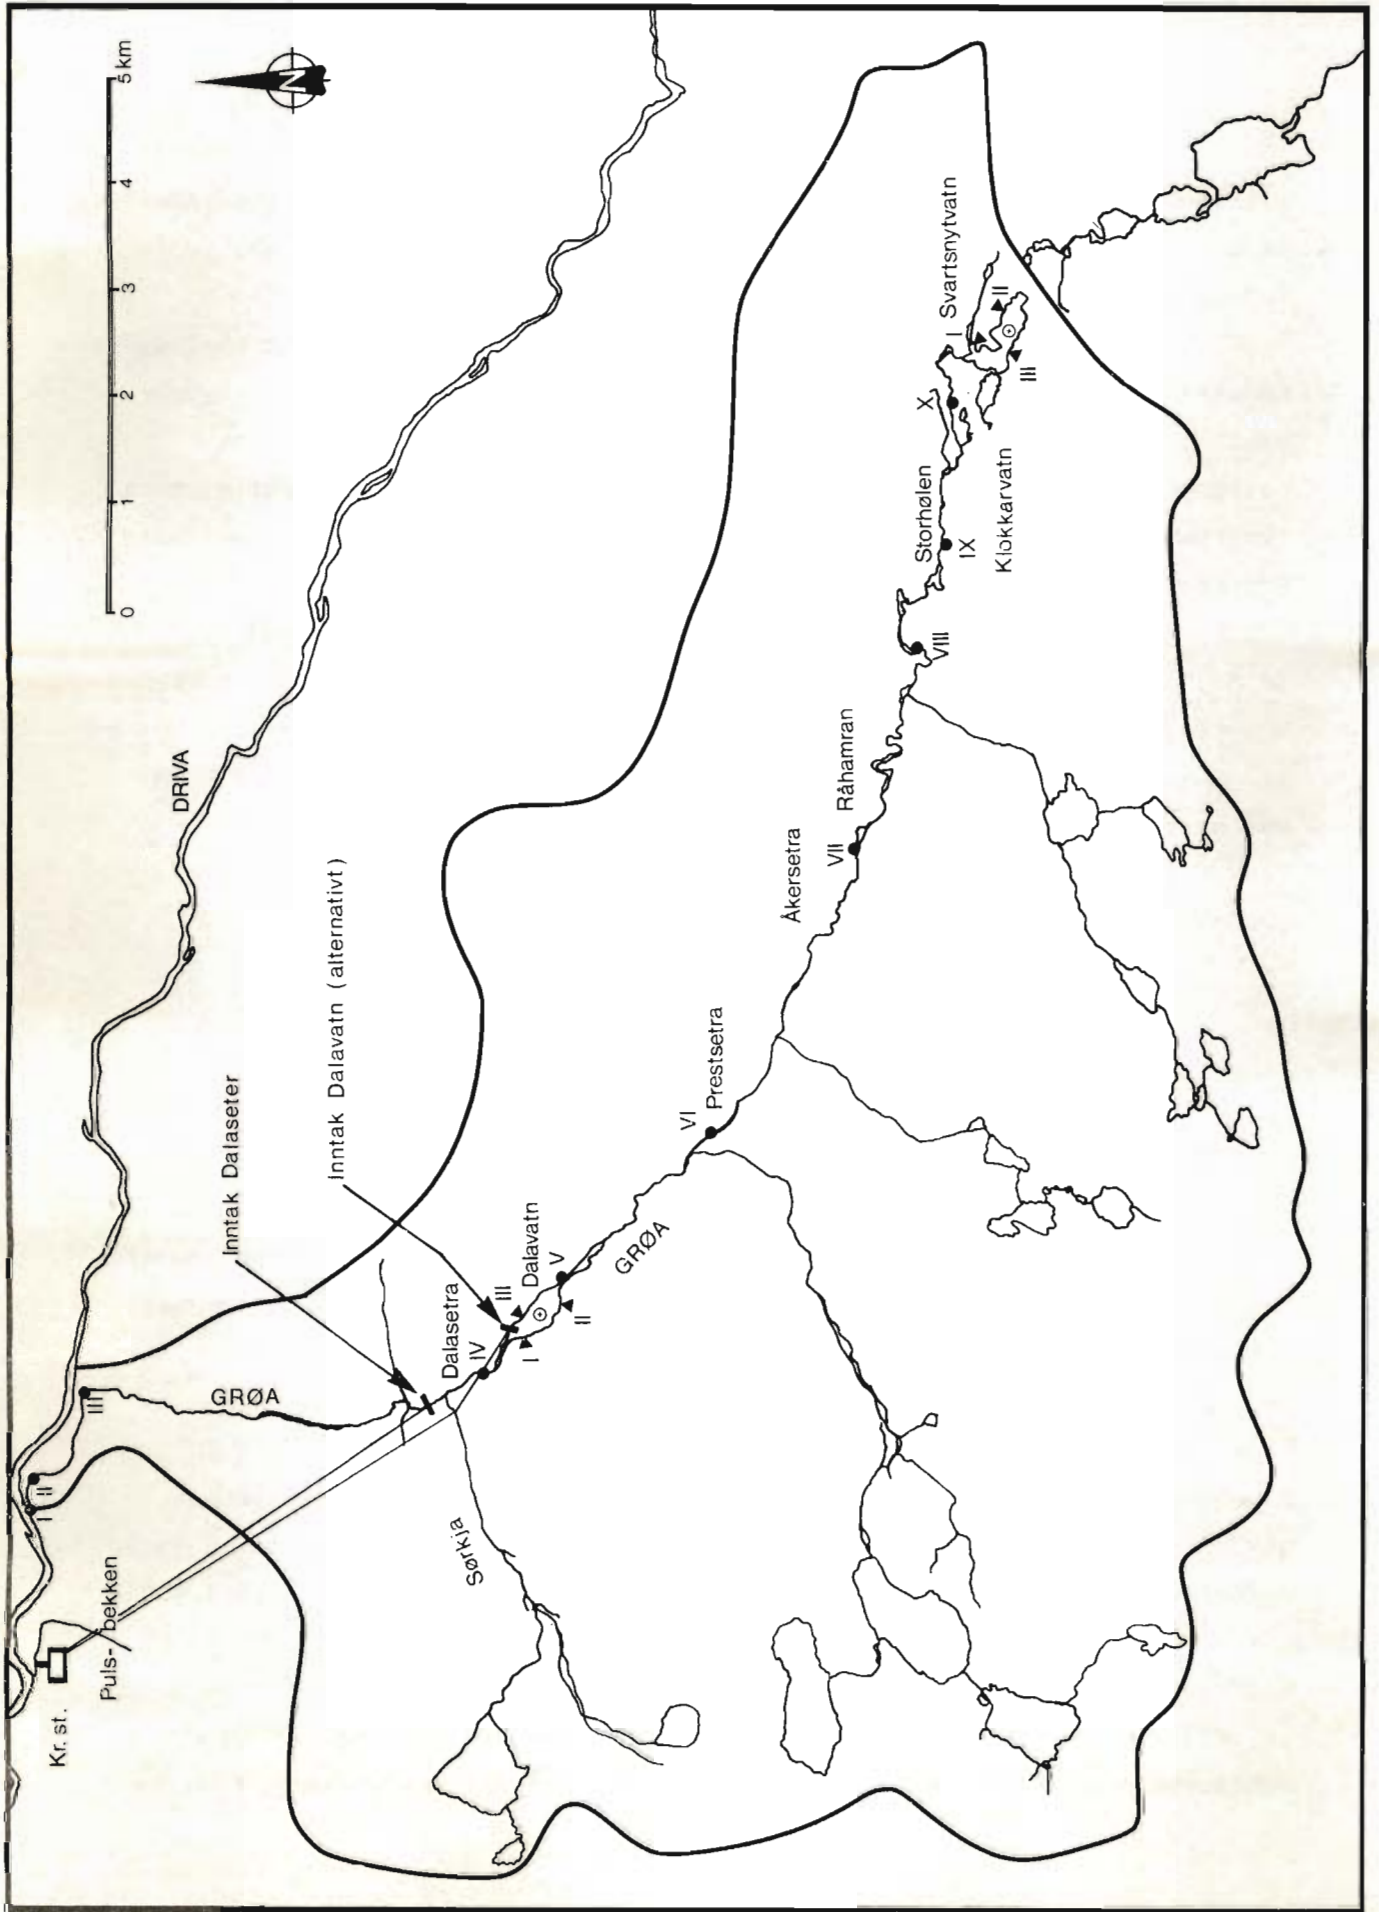 0 1 2 3 4 5 km
N
DRIVA
Kr. st.
Puls- bekken
I
II
III
GRØA
Inntak Dalaseter
Inntak Dalavatn (alternativt)
Dalasetra
IV
I
III
Dalavatn
II
V
GRØA
Sørkja
VI
Prestsetra
Åkersetra
VII
Råhamran
VIII
Storhølen
IX
Klokkarvatn
X
I
Svartsnytvatn
II
III